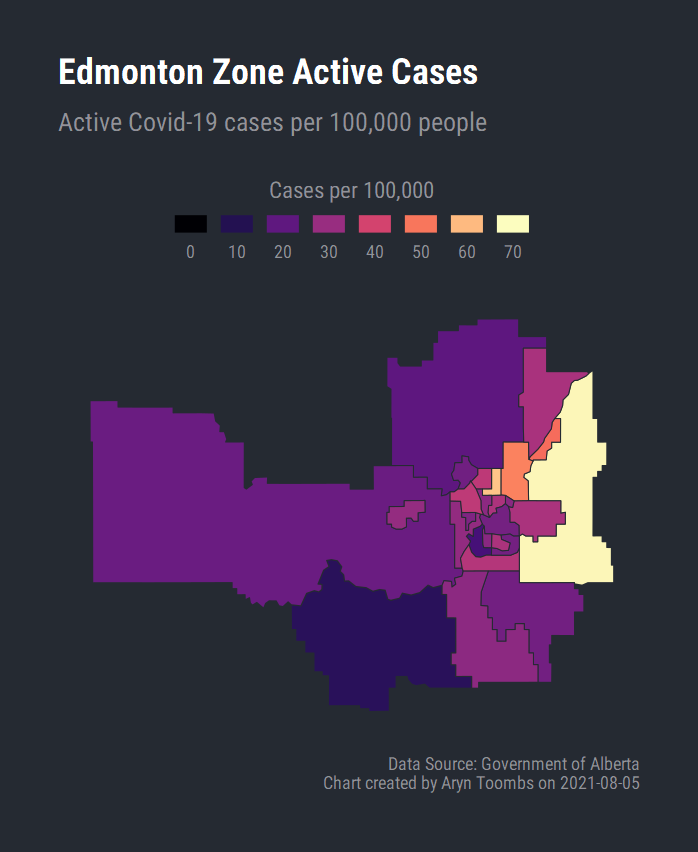 Edmonton Zone Active Cases
Active Covid-19 cases per 100,000 people
Cases per 100,000
0 10 20 30 40 50 60 70
Data Source: Government of Alberta
Chart created by Aryn Toombs on 2021-08-05